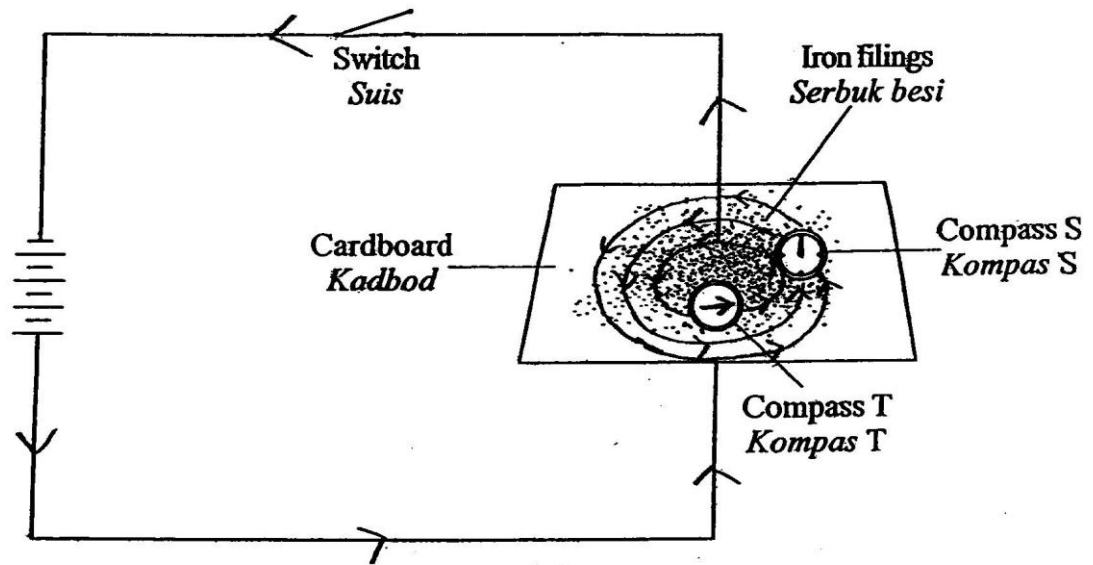 Switch
Suis
Iron filings
Serbuk besi
Cardboard
Kadbod
Compass S
Kompas S
Compass T
Kompas T